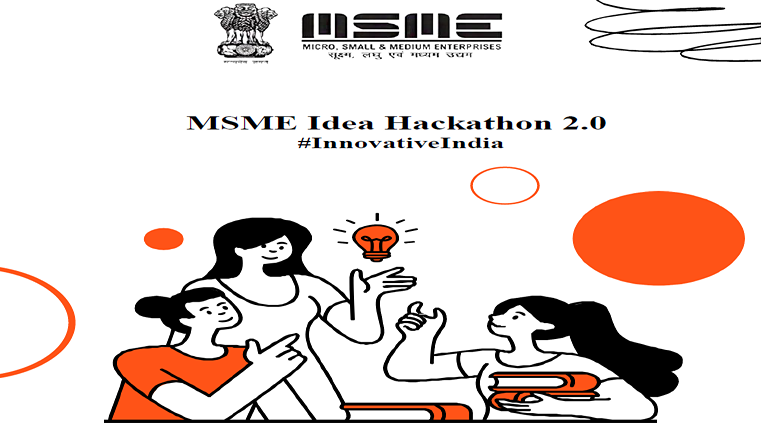 MSME
MICRO, SMALL & MEDIUM ENTERPRISES
सूक्ष्म, लघु एवं मध्यम उद्यम
MSME Idea Hackathon 2.0
#InnovativeIndia